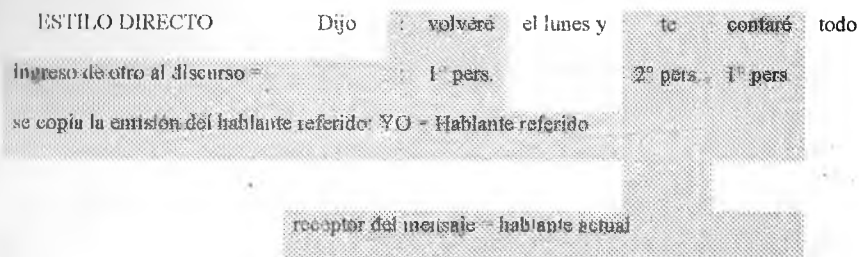 ESTILO DIRECTO Dijo : volveré el lunes y te contaré todo
ingreso de otro al discurso = : 1° pers. 2° pers. 1° pers
se copia la emisión del hablante referido: YO = Hablante referido
receptor del mensaje = hablante actual